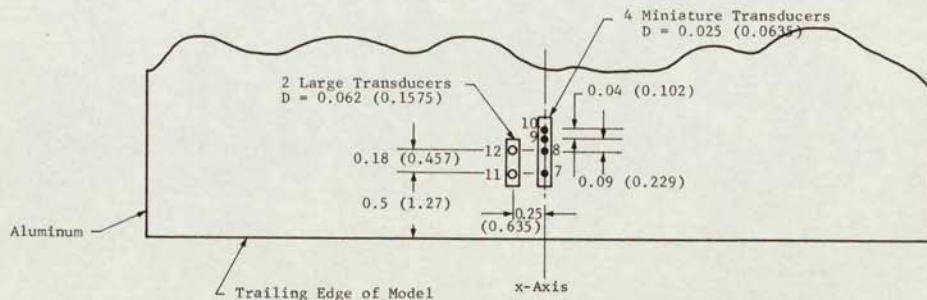 4 Miniature Transducers
D = 0.025 (0.0635)
2 Large Transducers
D = 0.062 (0.1575)
0.04 (0.102)
10
9
12
8
0.18 (0.457)
11
7
0.09 (0.229)
0.5 (1.27)
0.25
(0.635)
Aluminum
Trailing Edge of Model
x-Axis